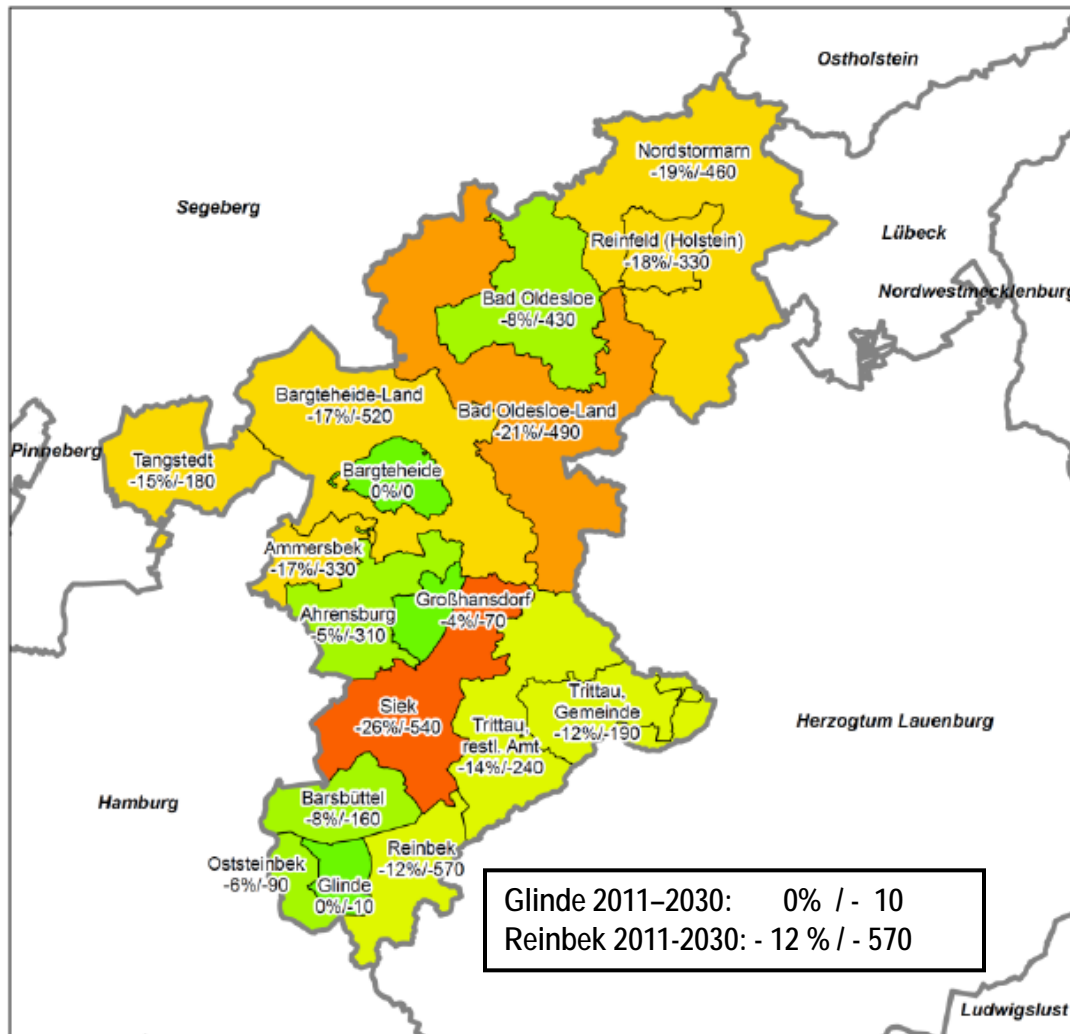 Ostholstein
Nordstormarn
-19%/-460
Segeberg
Lübeck
Reinfeld (Holstein)
-18%/-330
Nordwestmecklenburg
Bad Oldesloe
-8%/-430
Bargteheide-Land
-17%/-520
Bad Oldesloe-Land
-21%/-490
Pinneberg
Tangstedt
-15%/-180
Bargteheide
0%/0
Ammersbek
-17%/-330
Großhansdorf
-4%/-70
Ahrensburg
-5%/-310
Siek
-26%/-540
Trittau,
Gemeinde
-12%/-190
Trittau,
restl. Amt
-14%/-240
Herzogtum Lauenburg
Hamburg
Barsbüttel
-8%/-160
Reinbek
-12%/-570
Oststeinbek
-6%/-90
Glinde
0%/-10
Glinde 2011–2030: 0% / - 10
Reinbek 2011-2030: - 12 % / - 570
Ludwigslust